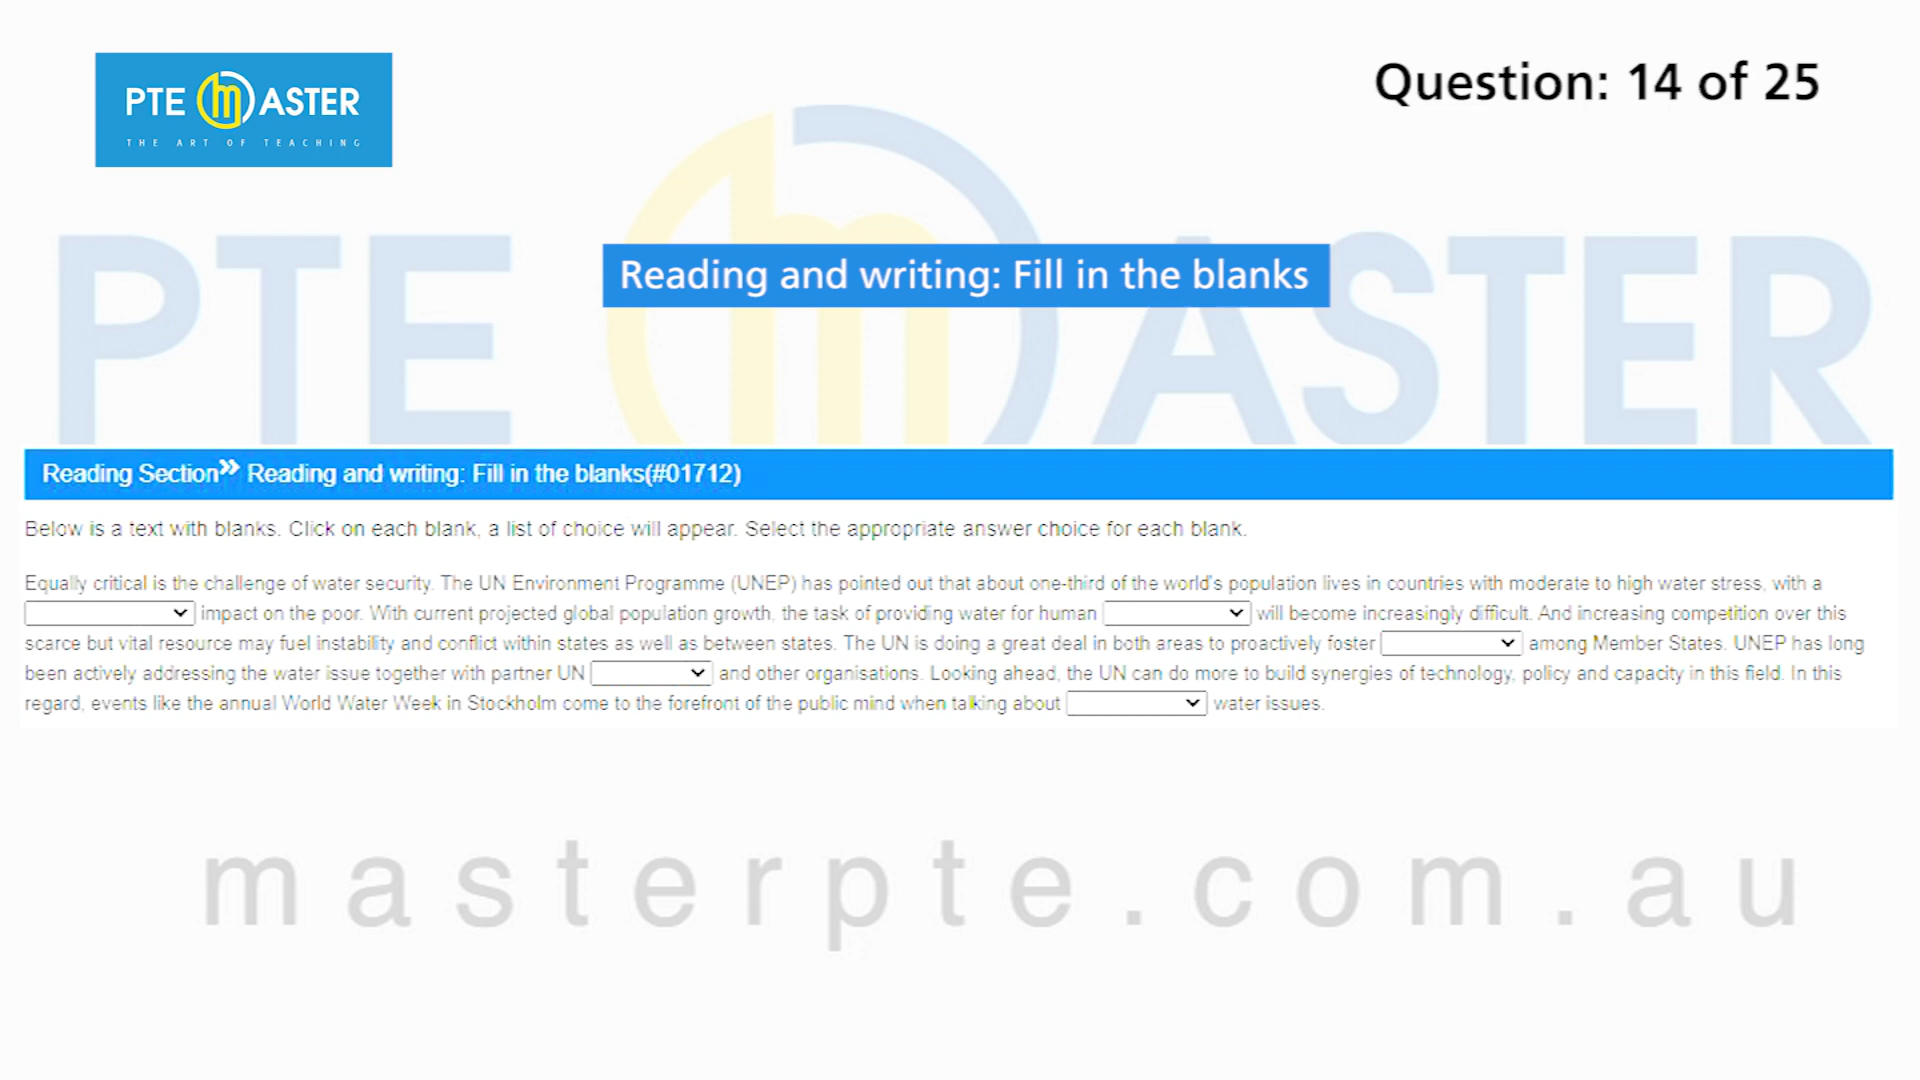 PTE MASTER
THE ART OF TEACHING
Question: 14 of 25
PTE MASTER
Reading and writing: Fill in the blanks
Reading Section» Reading and writing: Fill in the blanks(#01712)
Below is a text with blanks. Click on each blank, a list of choice will appear. Select the appropriate answer choice for each blank.
Equally critical is the challenge of water security. The UN Environment Programme (UNEP) has pointed out that about one-third of the world's population lives in countries with moderate to high water stress, with a
impact on the poor. With current projected global population growth, the task of providing water for human will become increasingly difficult. And increasing competition over this
scarce but vital resource may fuel instability and conflict within states as well as between states. The UN is doing a great deal in both areas to proactively foster among Member States. UNEP has long
been actively addressing the water issue together with partner UN and other organisations. Looking ahead, the UN can do more to build synergies of technology, policy and capacity in this field. In this
regard, events like the annual World Water Week in Stockholm come to the forefront of the public mind when talking about water issues.
masterpte.com.au